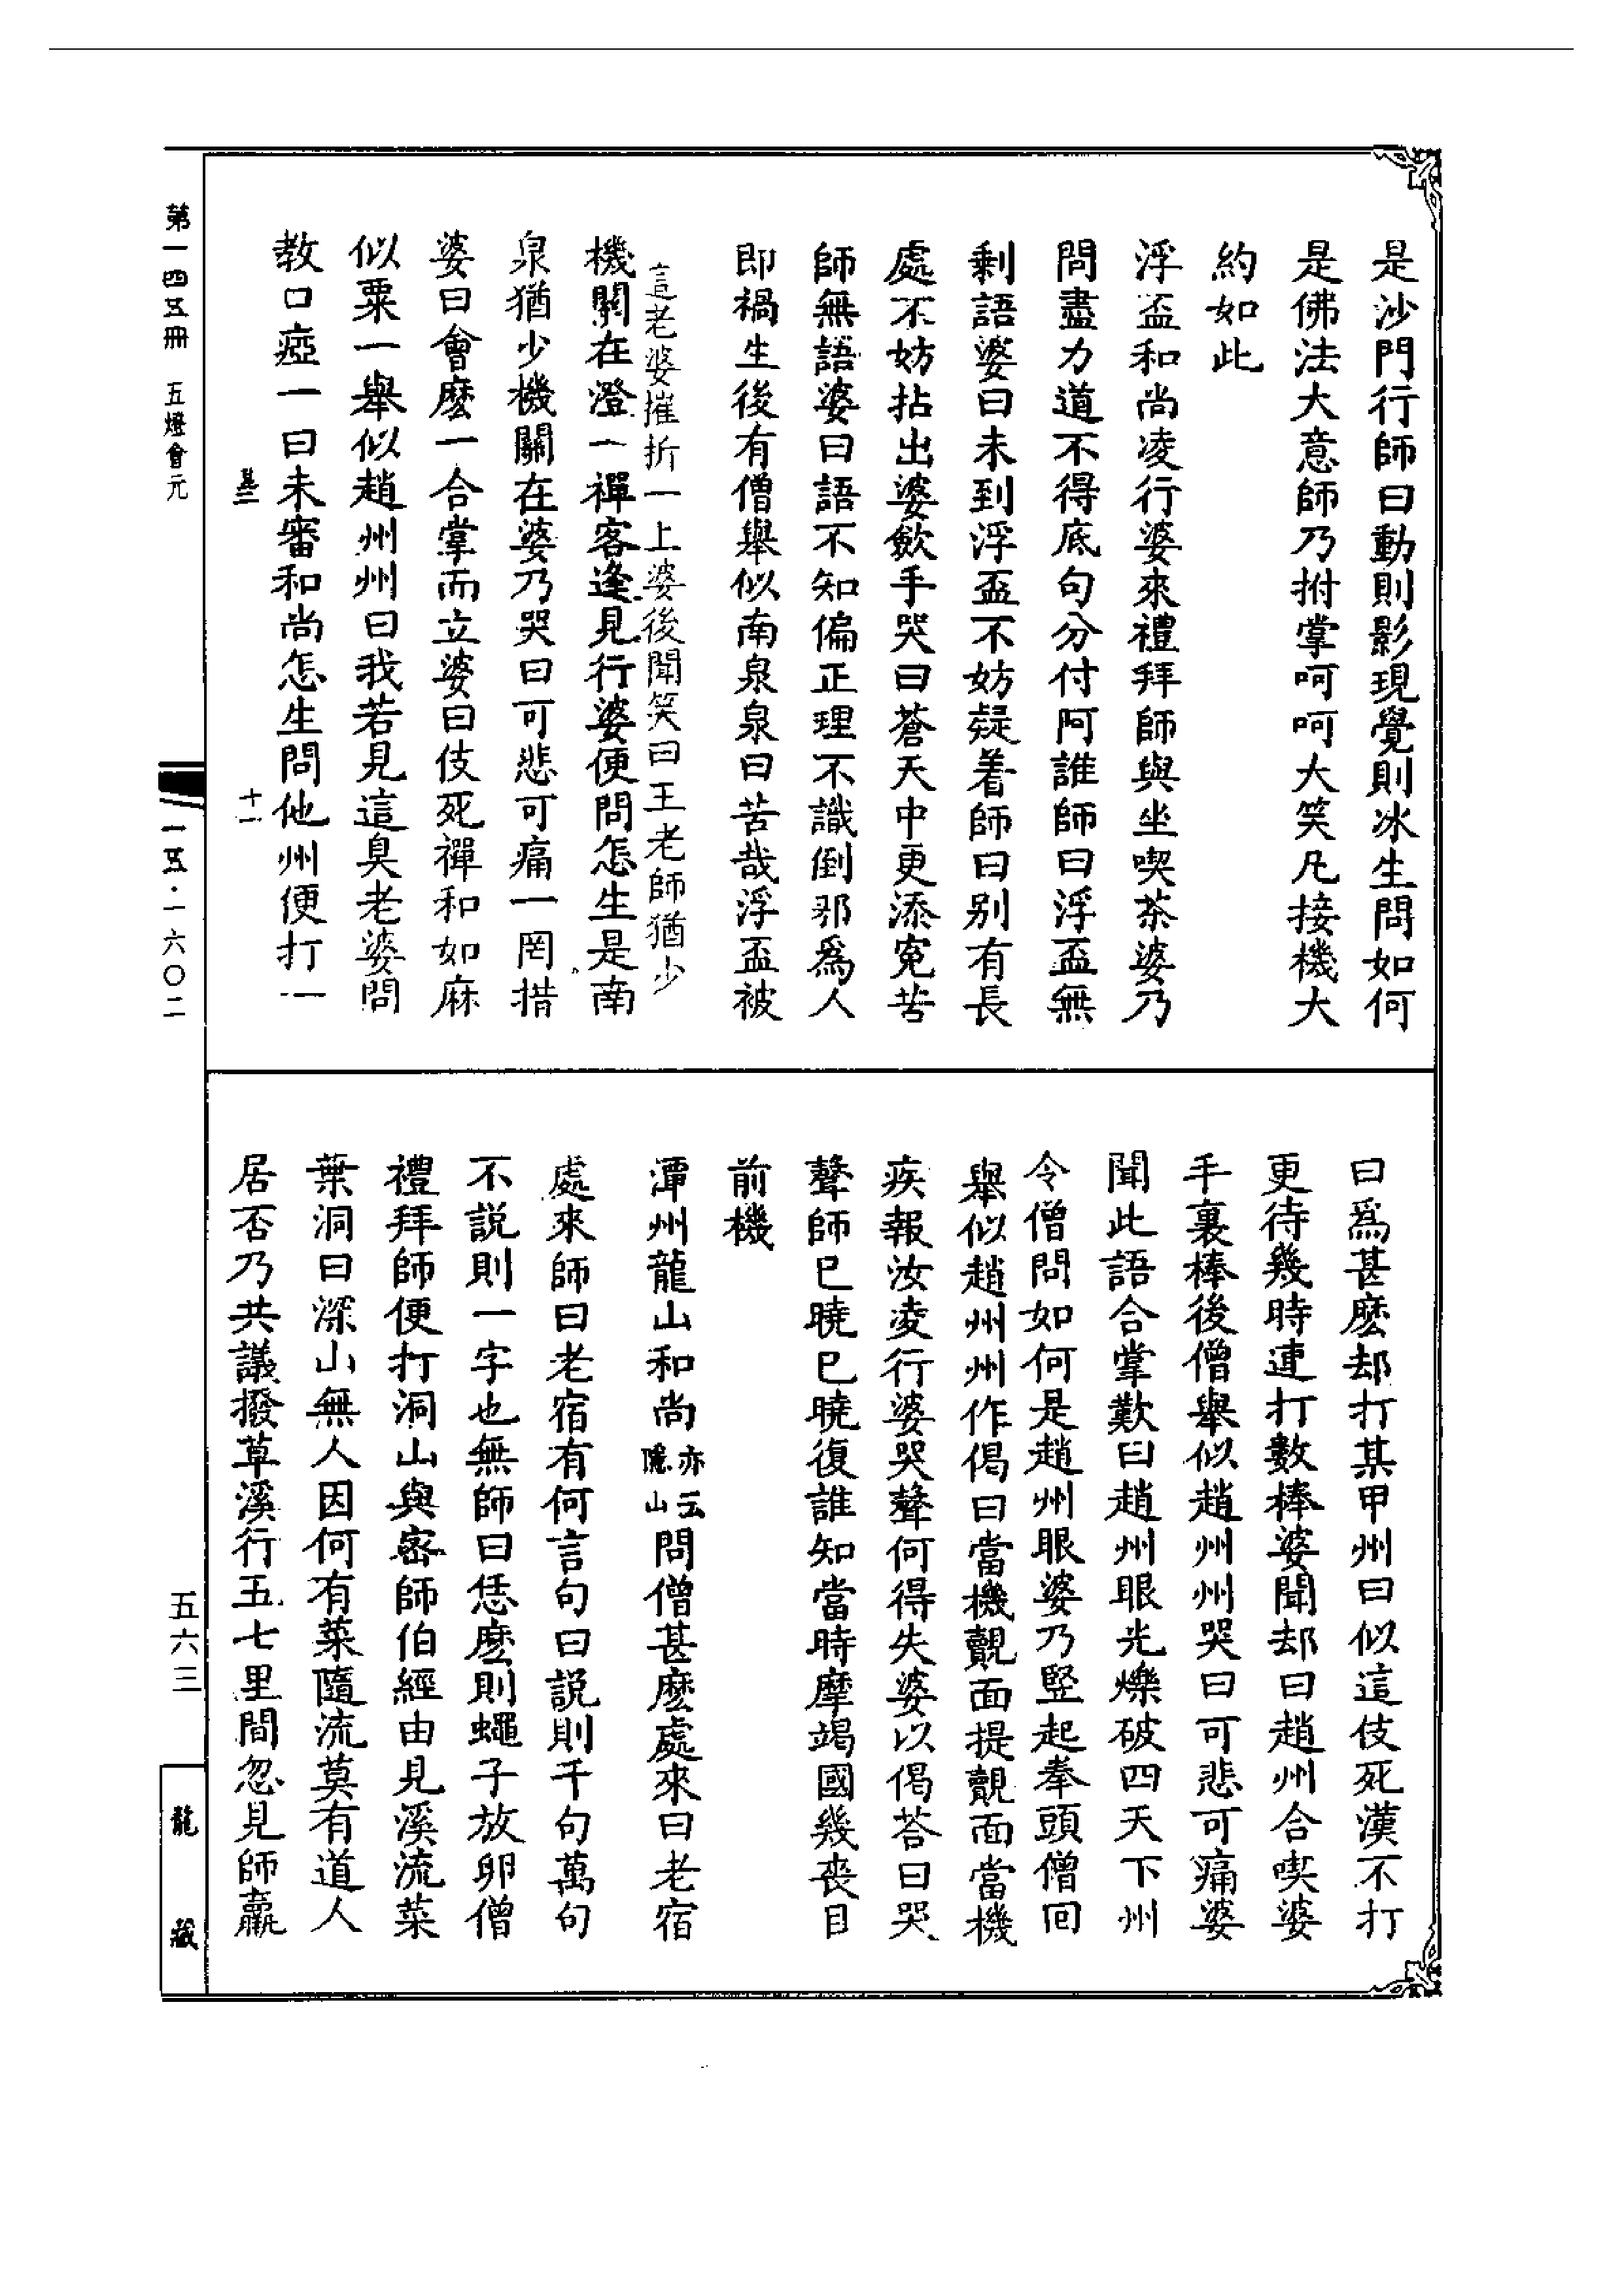 是沙門行師曰動則影現覺則冰生問如何
是佛法大意師乃拊掌呵呵大笑凡接機大
約如此
浮盃和尚凌行婆來禮拜師與坐喫茶婆乃
問盡力道不得底句分付阿誰師曰浮盃無
剩語婆曰未到浮盃不妨疑着師曰別有長
處不妨拈出婆斂手哭曰蒼天中更添冤苦
師無語婆曰語不知偏正理不識倒邪爲人
即禍生後有僧舉似南泉泉曰苦哉浮盃被
這老婆摧折一上婆後聞笑曰王老師猶少
機關在澄一禪客逢見行婆便問怎生是南
泉猶少機關在婆乃哭曰可悲可痛一罔措
婆曰會麽一合掌而立婆曰伎死禪和如麻
似粟一舉似趙州州曰我若見這臭老婆問
教口瘂一曰未審和尚怎生問他州便打一
曰爲甚麽却打某甲州曰似這伎死漢不打
更待幾時連打數棒婆聞却曰趙州合喫婆
手裏棒後僧舉似趙州州哭曰可悲可痛婆
聞此語合掌歎曰趙州眼光爍破四天下州
令僧問如何是趙州眼婆乃竪起拳頭僧回
舉似趙州州作偈曰當機覿面提覿面當機
疾報汝凌行婆哭聲何得失婆以偈荅曰哭
聲師已曉已曉復誰知當時摩竭國幾喪目
前機
潭州龍山和尚亦云隱山問僧甚麽處來曰老宿
處來師曰老宿有何言句曰説則千句萬句
不説則一字也無師曰恁麽則蠅子放卵僧
禮拜師便打洞山與密師伯經由見溪流菜
葉洞曰深山無人因何有菜隨流莫有道人
居否乃共議撥草溪行五七里間忽見師羸
第一四五冊 五燈會元
十一
一五·一六〇二
五六三
龍藏